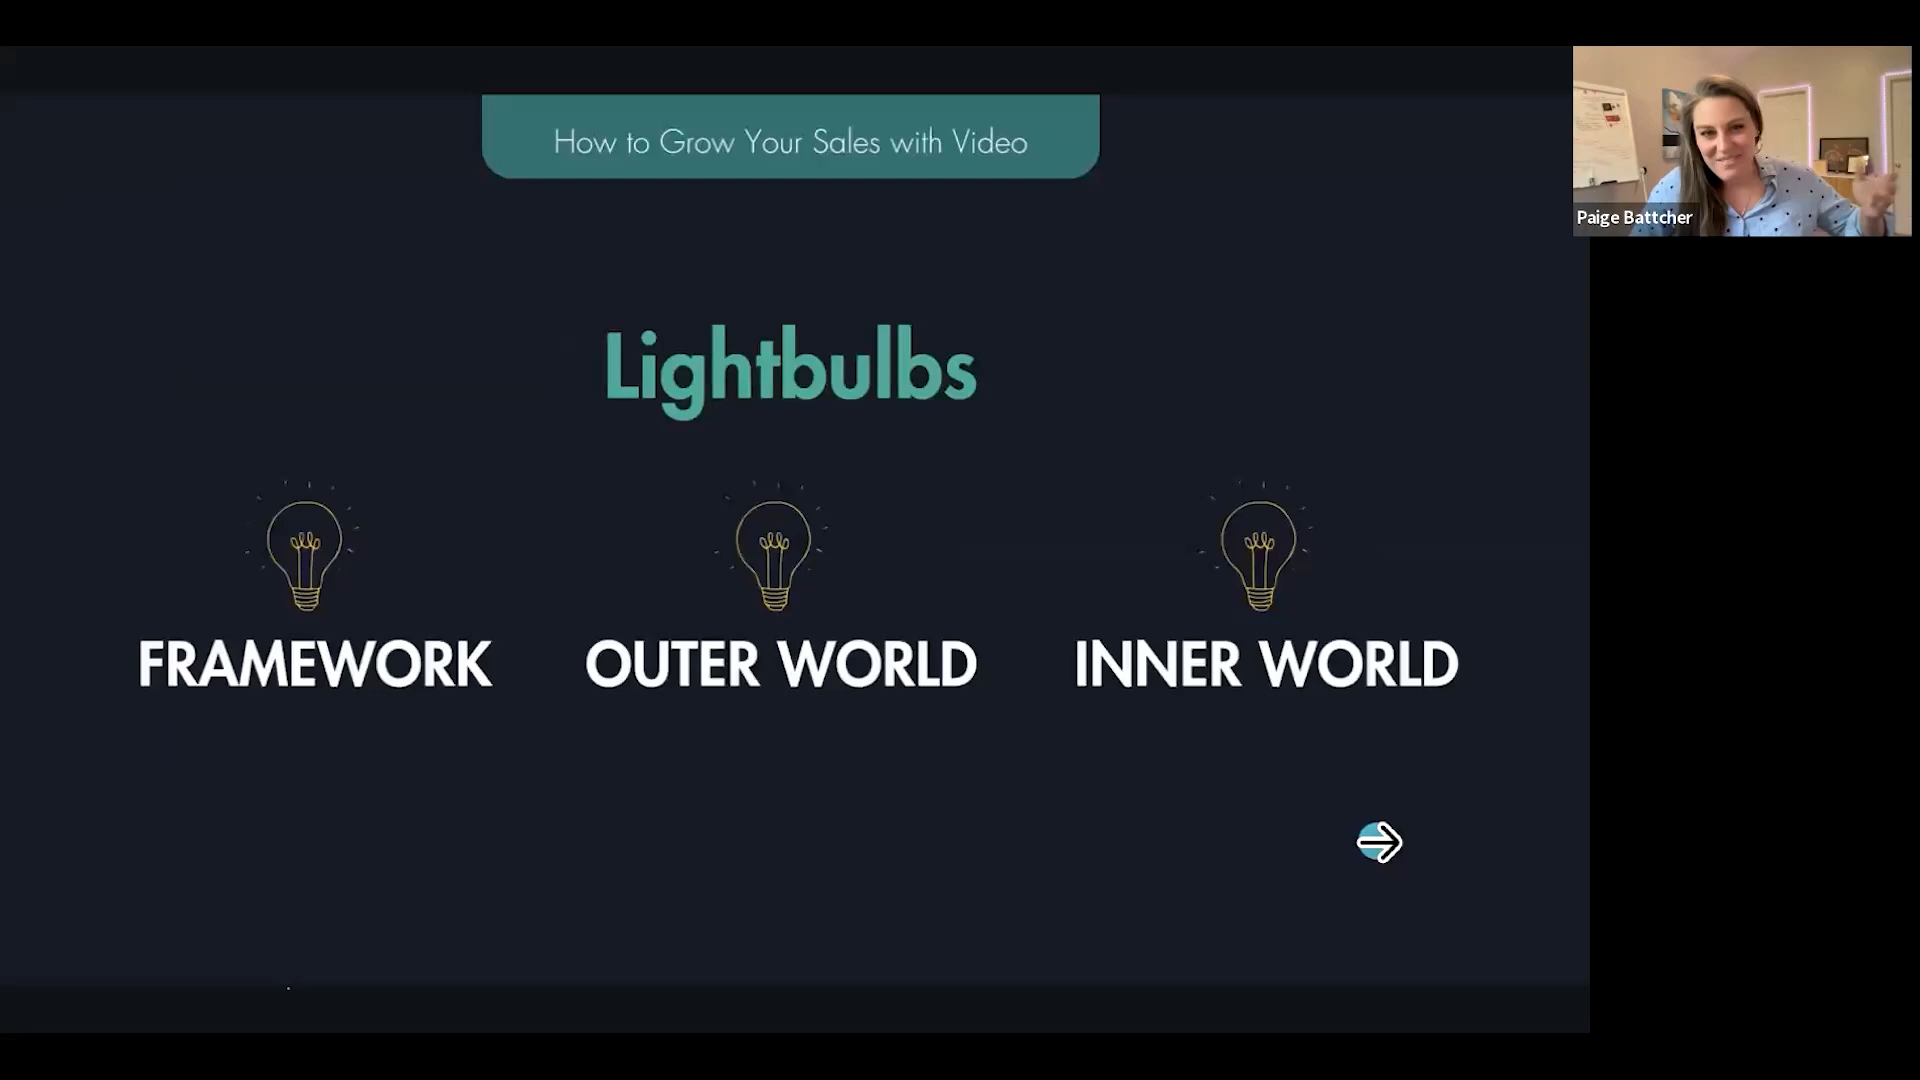 How to Grow Your Sales with Video
Paige Battcher
Lightbulbs
FRAMEWORK
OUTER WORLD
INNER WORLD